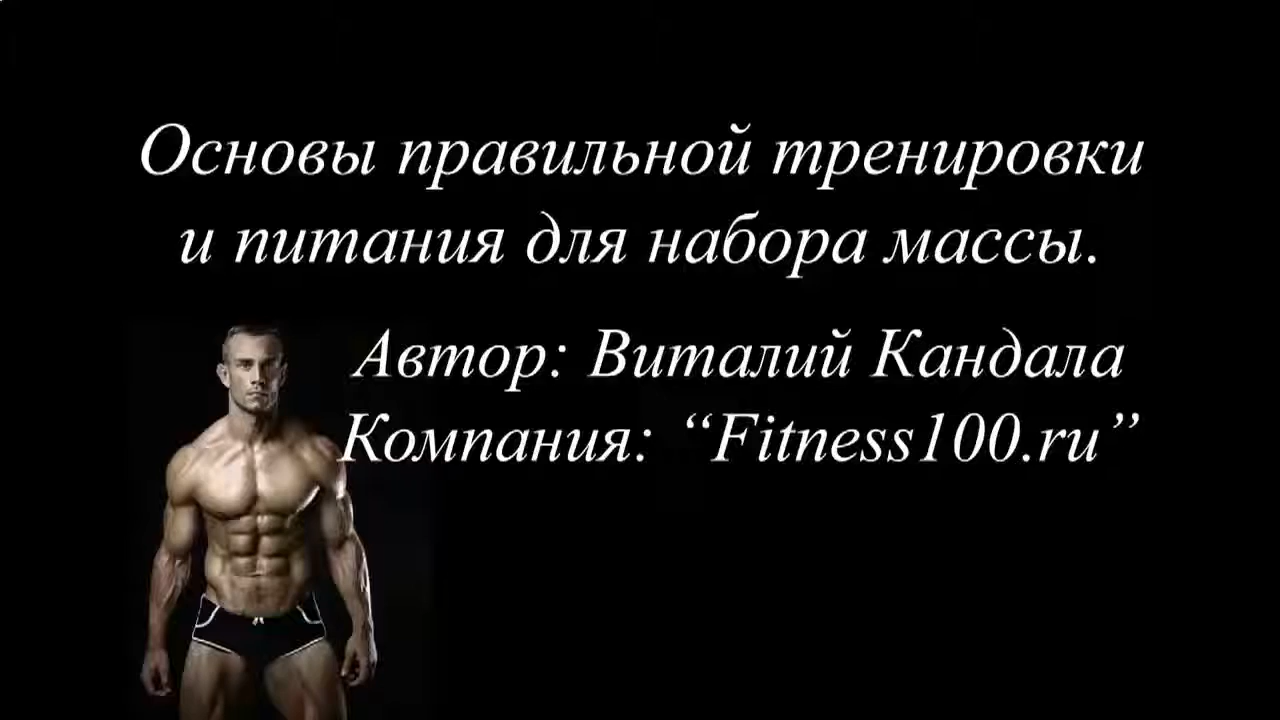 Основы правильной тренировки
и питания для набора массы.
Автор: Виталий Кандала
Компания: “Fitness100.ru”